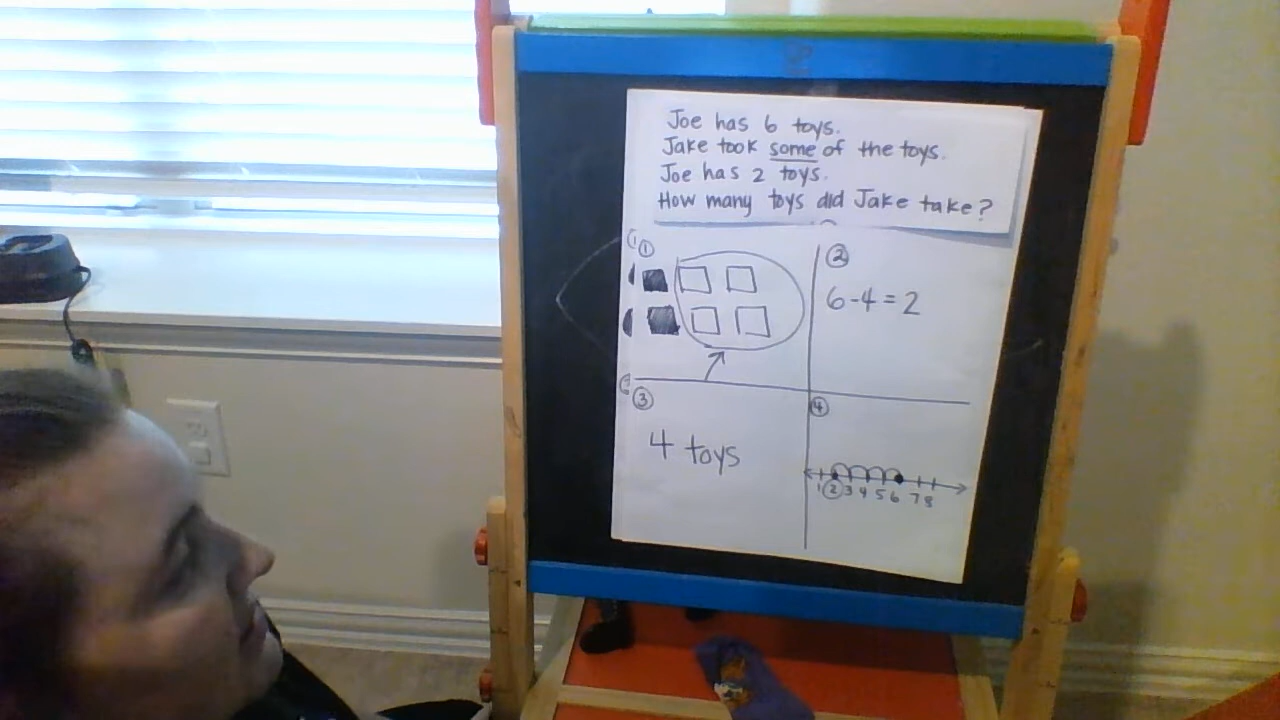 Joe has 6 toys.
Jake took some of the toys.
Joe has 2 toys.
How many toys did Jake take?
①
②
6-4=2
③
4 toys
④
1 2 3 4 5 6 7 8